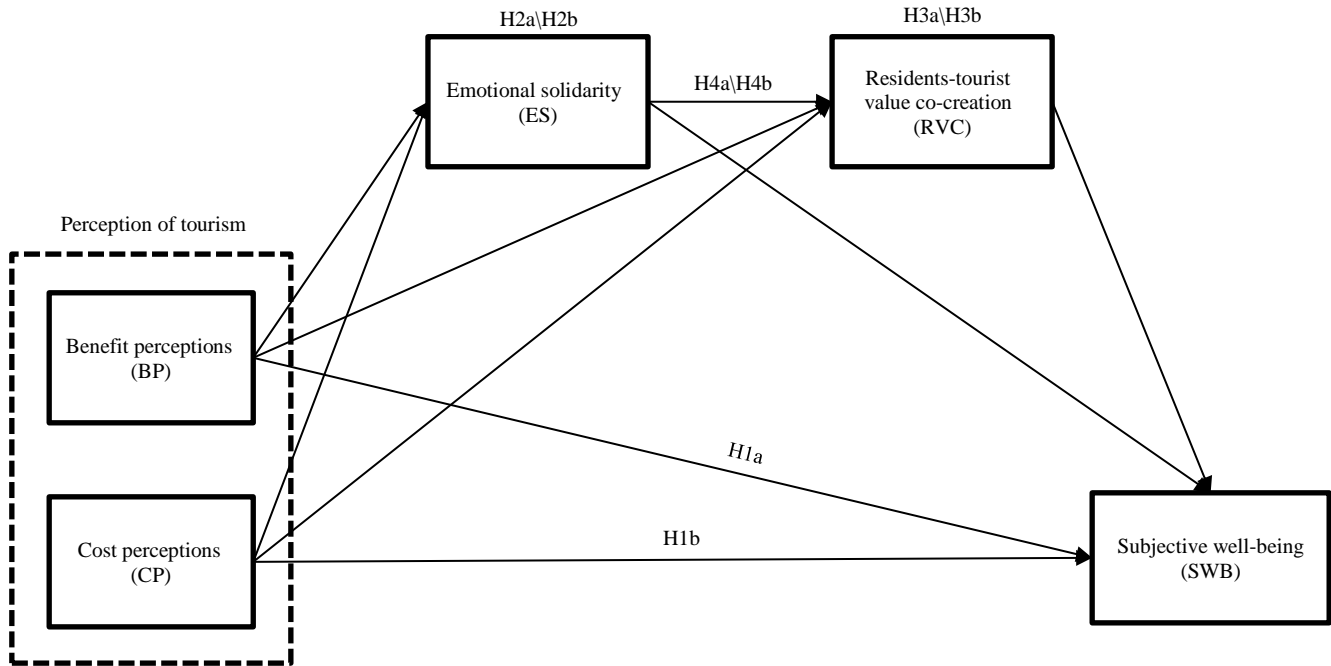 H2a\H2b
H3a\H3b
Emotional solidarity
(ES)
H4a\H4b
Residents-tourist
value co-creation
(RVC)
Perception of tourism
Benefit perceptions
(BP)
H1a
Cost perceptions
(CP)
H1b
Subjective well-being
(SWB)